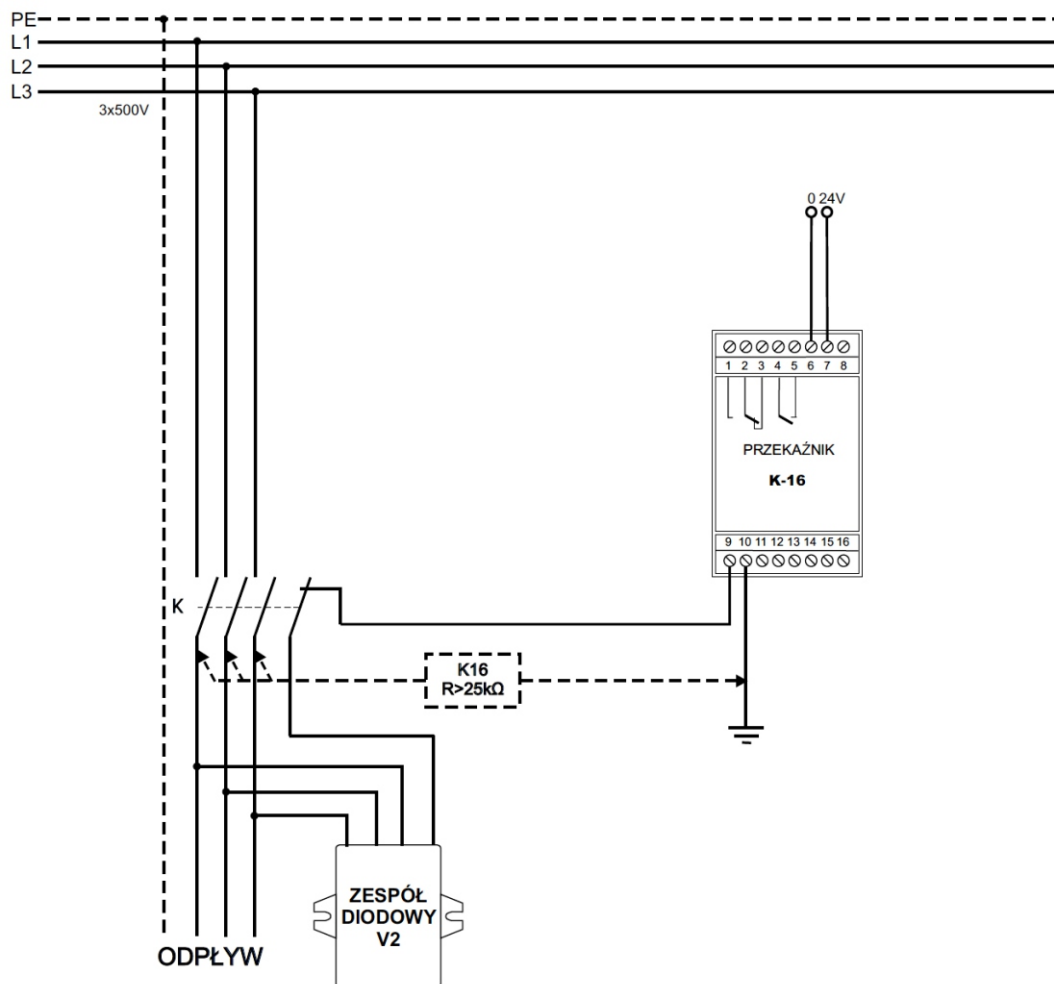 PE
L1
L2
L3
3x500V
0 24V
1 2 3 4 5 6 7 8
PRZEKAŹNIK
K-16
9 10 11 12 13 14 15 16
K
K16
R>25kΩ
ZESPÓŁ
DIODOWY
V2
ODPŁYW